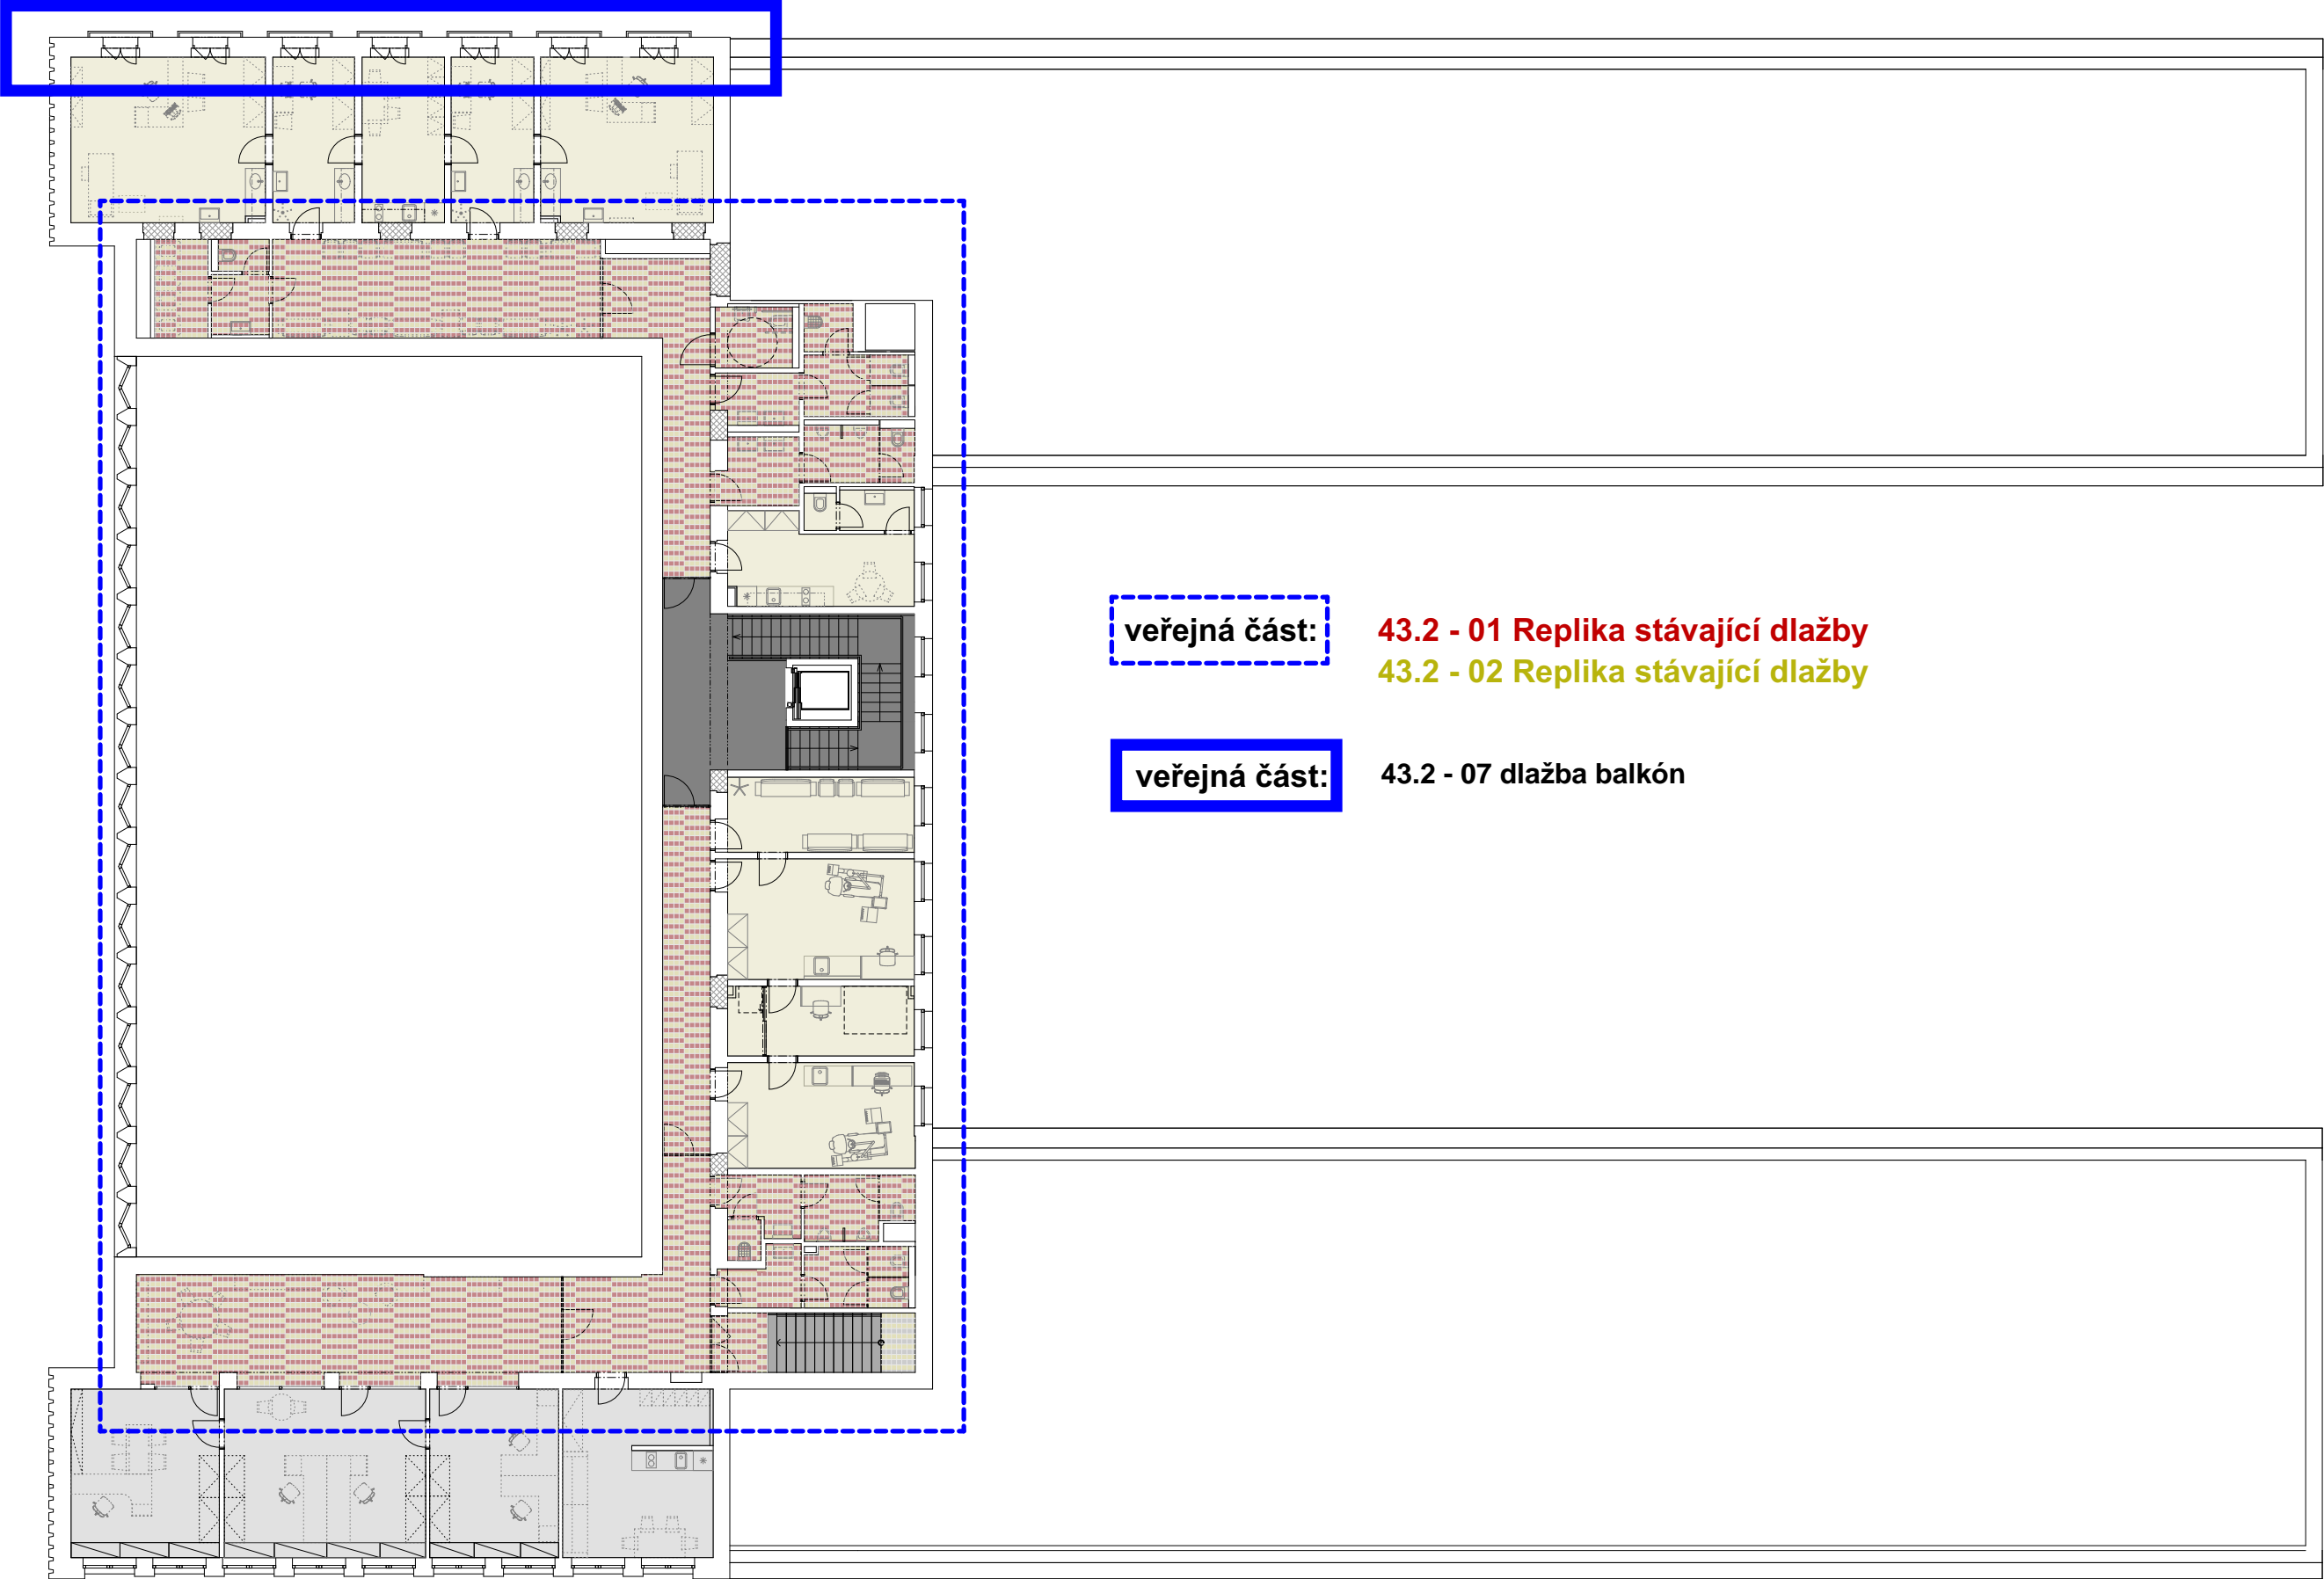 veřejná část:
43.2 - 01 Replika stávající dlažby
43.2 - 02 Replika stávající dlažby
veřejná část:
43.2 - 07 dlažba balkón